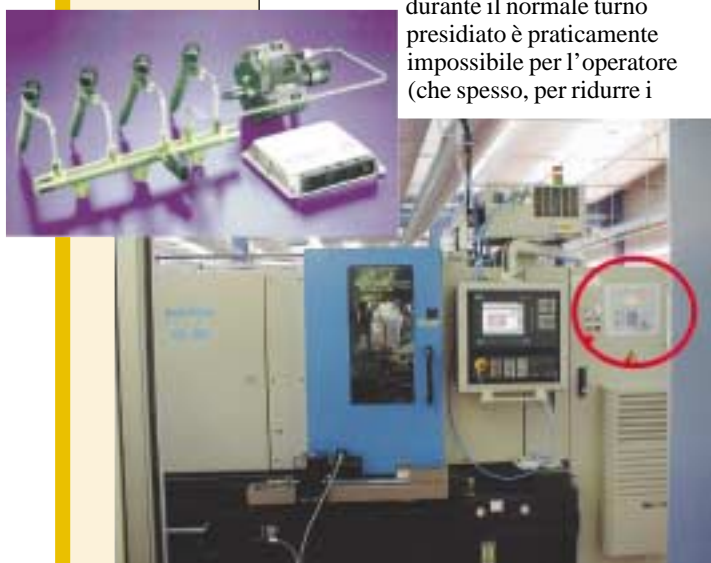 durante il normale turno
presidiato è praticamente
impossibile per l'operatore
(che spesso, per ridurre i